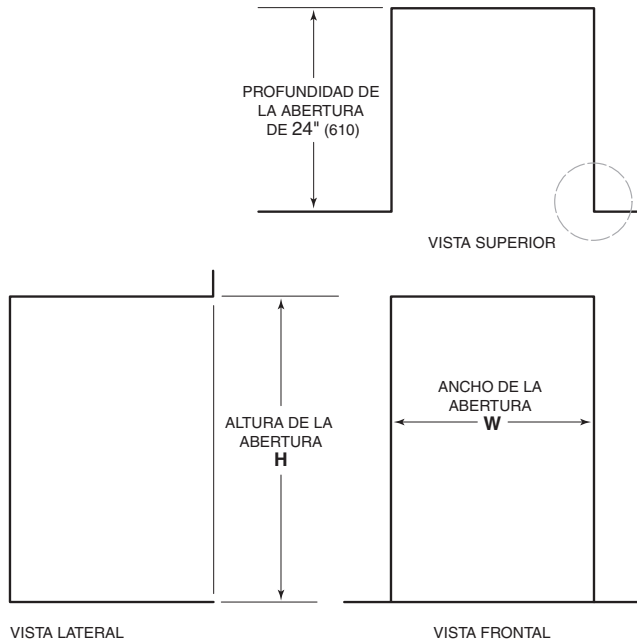 PROFUNDIDAD DE
LA ABERTURA
DE 24" (610)
VISTA SUPERIOR
ALTURA DE LA
ABERTURA
H
ANCHO DE LA
ABERTURA
W
VISTA LATERAL
VISTA FRONTAL